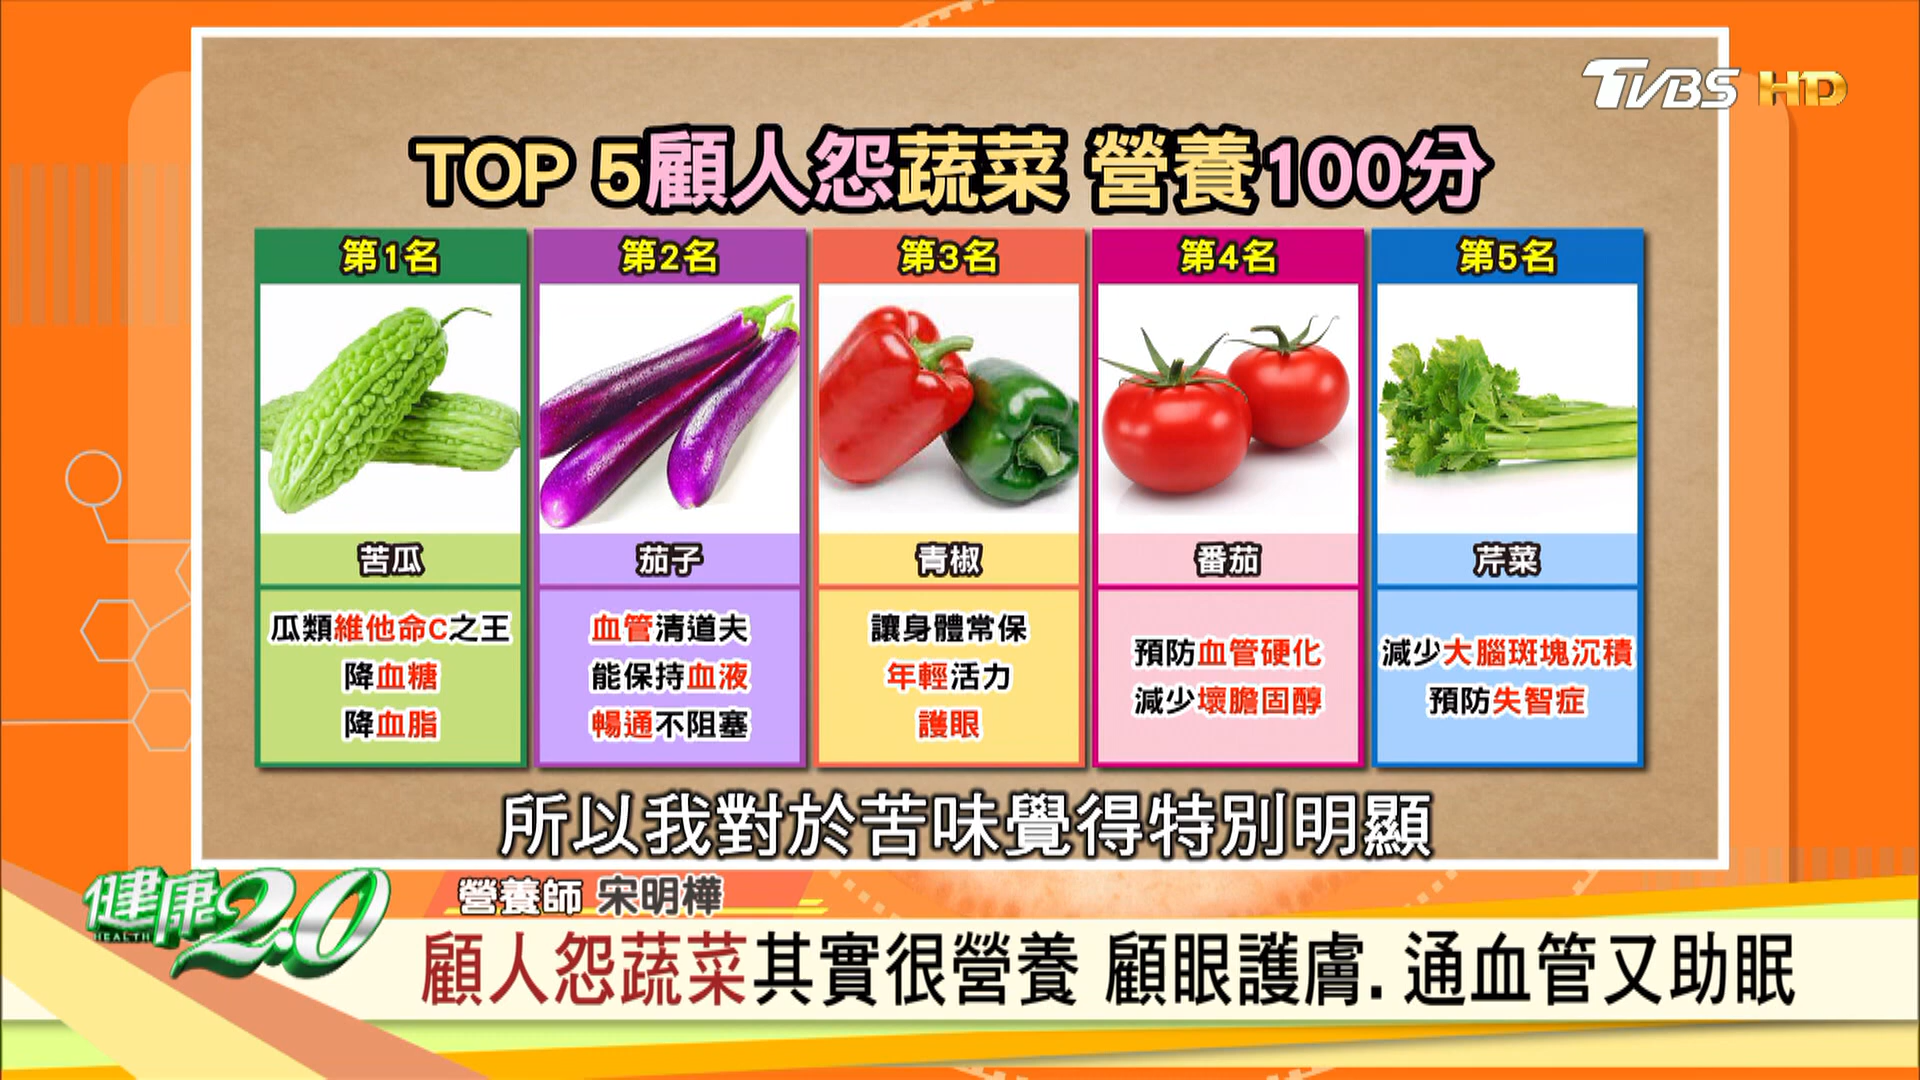 TVBS HD
TOP 5顧人怨蔬菜 營養100分
第1名
苦瓜
瓜類維他命C之王
降血糖
降血脂
第2名
茄子
血管清道夫
能保持血液
暢通不阻塞
第3名
青椒
讓身體常保
年輕活力
護眼
第4名
番茄
預防血管硬化
減少壞膽固醇
第5名
芹菜
減少大腦斑塊沉積
預防失智症
所以我對於苦味覺得特別明顯
健康2.0
HEALTH
營養師 宋明樺
顧人怨蔬菜其實很營養 顧眼護膚.通血管又助眠